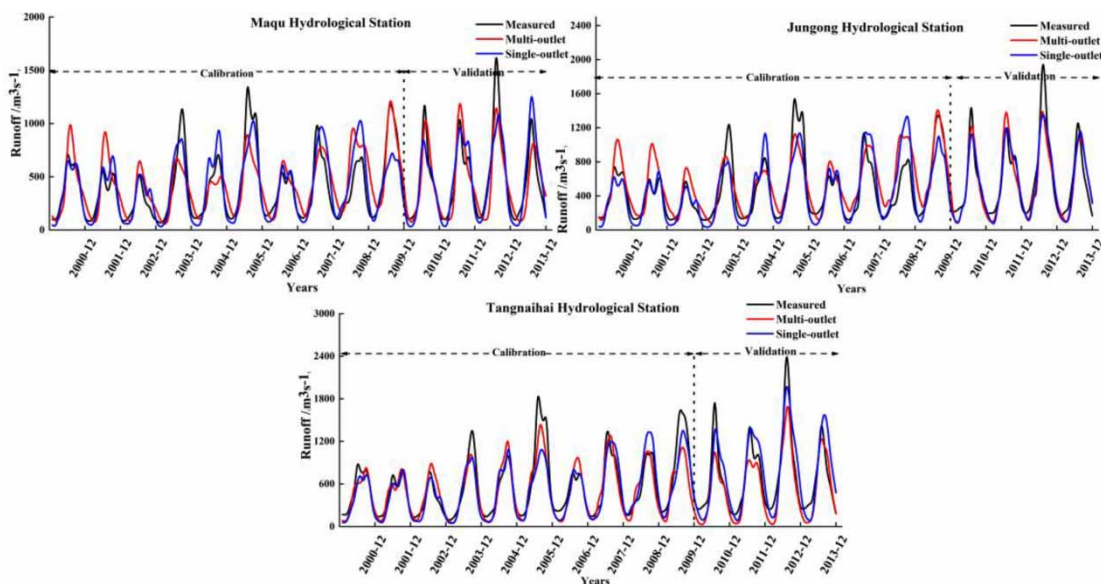 Maqu Hydrological Station
Measured
Multi-outlet
Single-outlet
Calibration
Validation
Runoff /m3s-1,
2000
1500
1000
500
0
2000-12
2001-12
2002-12
2003-12
2004-12
2005-12
2006-12
2007-12
2008-12
2009-12
2010-12
2011-12
2012-12
2013-12
Years
Jungong Hydrological Station
Measured
Multi-outlet
Single-outlet
Calibration
Validation
Runoff /m3s-1,
2400
2000
1600
1200
800
400
0
2000-12
2001-12
2002-12
2003-12
2004-12
2005-12
2006-12
2007-12
2008-12
2009-12
2010-12
2011-12
2012-12
2013-12
Years
Tangnaihai Hydrological Station
Measured
Multi-outlet
Single-outlet
Calibration
Validation
Runoff /m3s-1,
3000
2400
1800
1200
600
0
2000-12
2001-12
2002-12
2003-12
2004-12
2005-12
2006-12
2007-12
2008-12
2009-12
2010-12
2011-12
2012-12
2013-12
Years